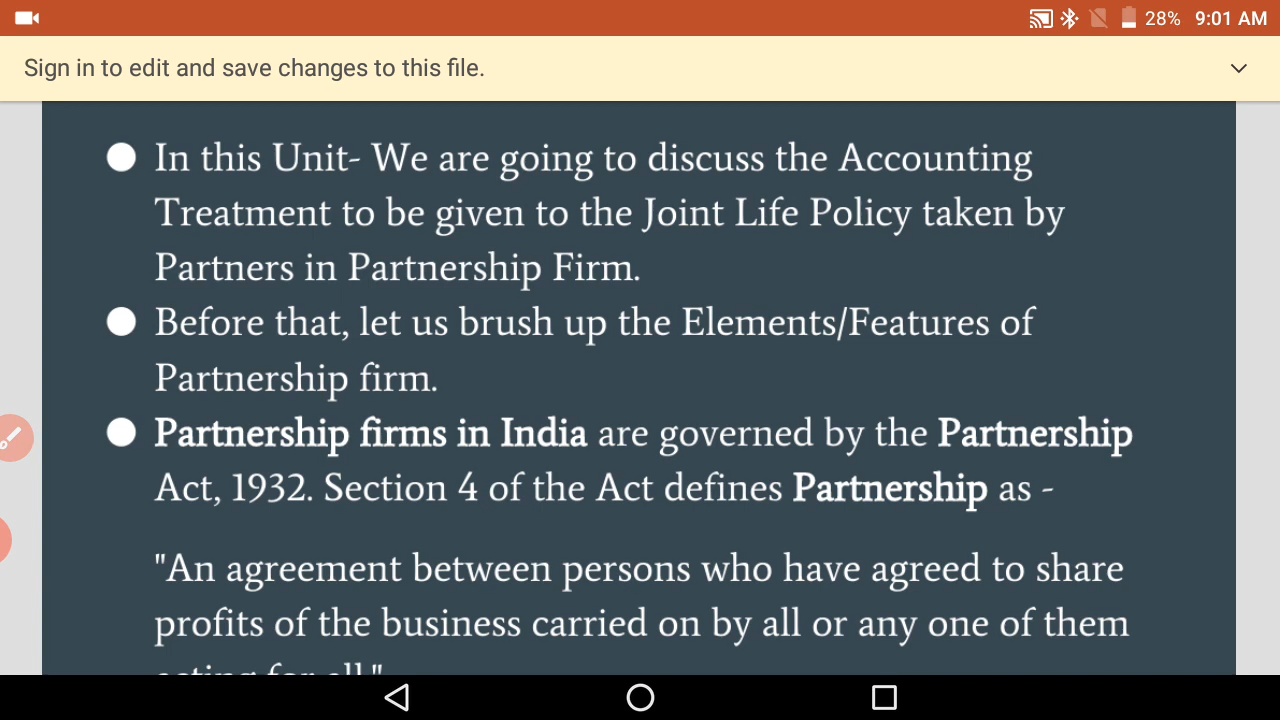 28% 9:01 AM
Sign in to edit and save changes to this file.
In this Unit- We are going to discuss the Accounting
Treatment to be given to the Joint Life Policy taken by
Partners in Partnership Firm.
Before that, let us brush up the Elements/Features of
Partnership firm.
Partnership firms in India are governed by the Partnership
Act, 1932. Section 4 of the Act defines Partnership as -
"An agreement between persons who have agreed to share
profits of the business carried on by all or any one of them
acting for all."